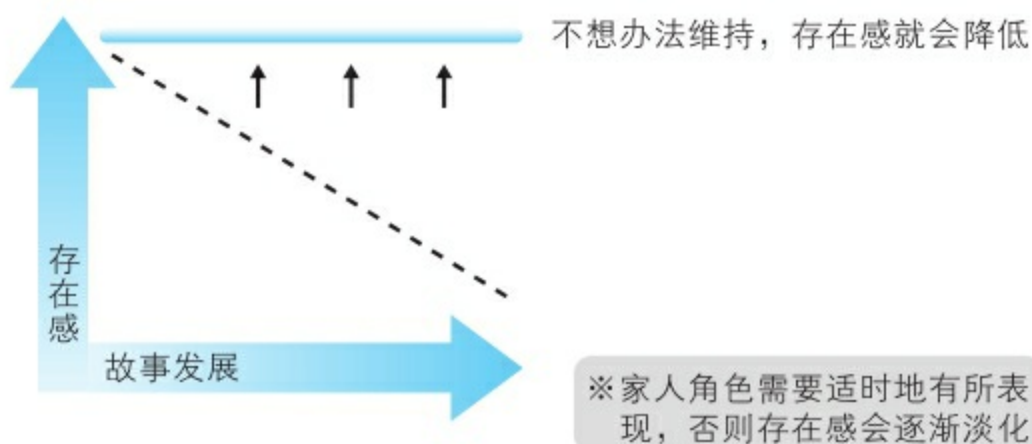 不想办法维持，存在感就会降低
存在感
故事发展
※家人角色需要适时地有所表
现，否则存在感会逐渐淡化